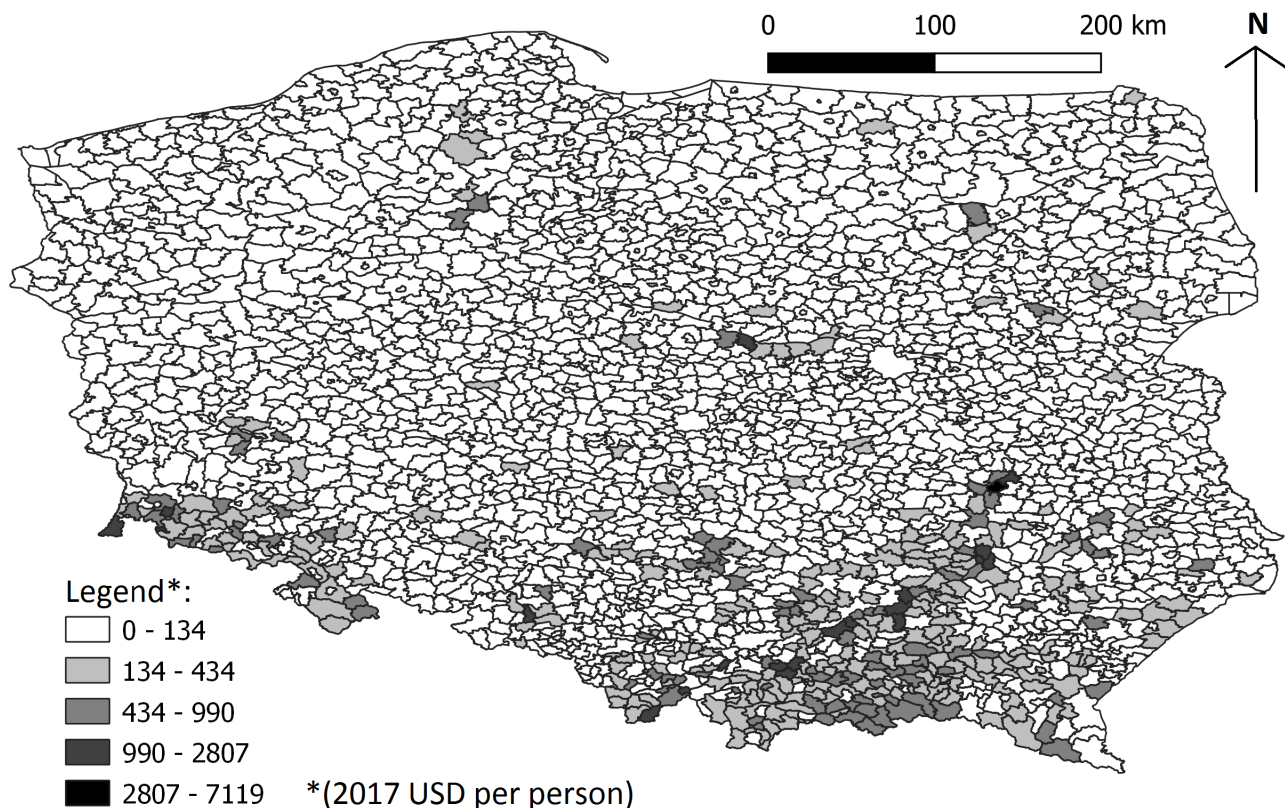 0 100 200 km N
Legend*:
0 - 134
134 - 434
434 - 990
990 - 2807
2807 - 7119 *(2017 USD per person)